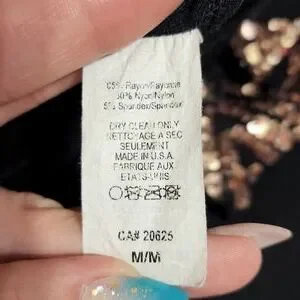 65% Rayon/Rayonne
30% Nylon/Nylon
5% Spandex/Spandex
DRY CLEAN ONLY
NETTOYAGE A SEC
SEULEMENT
MADE IN U.S.A.
FABRIQUE AUX
ETATS-UNIS
CA# 20625
M/M